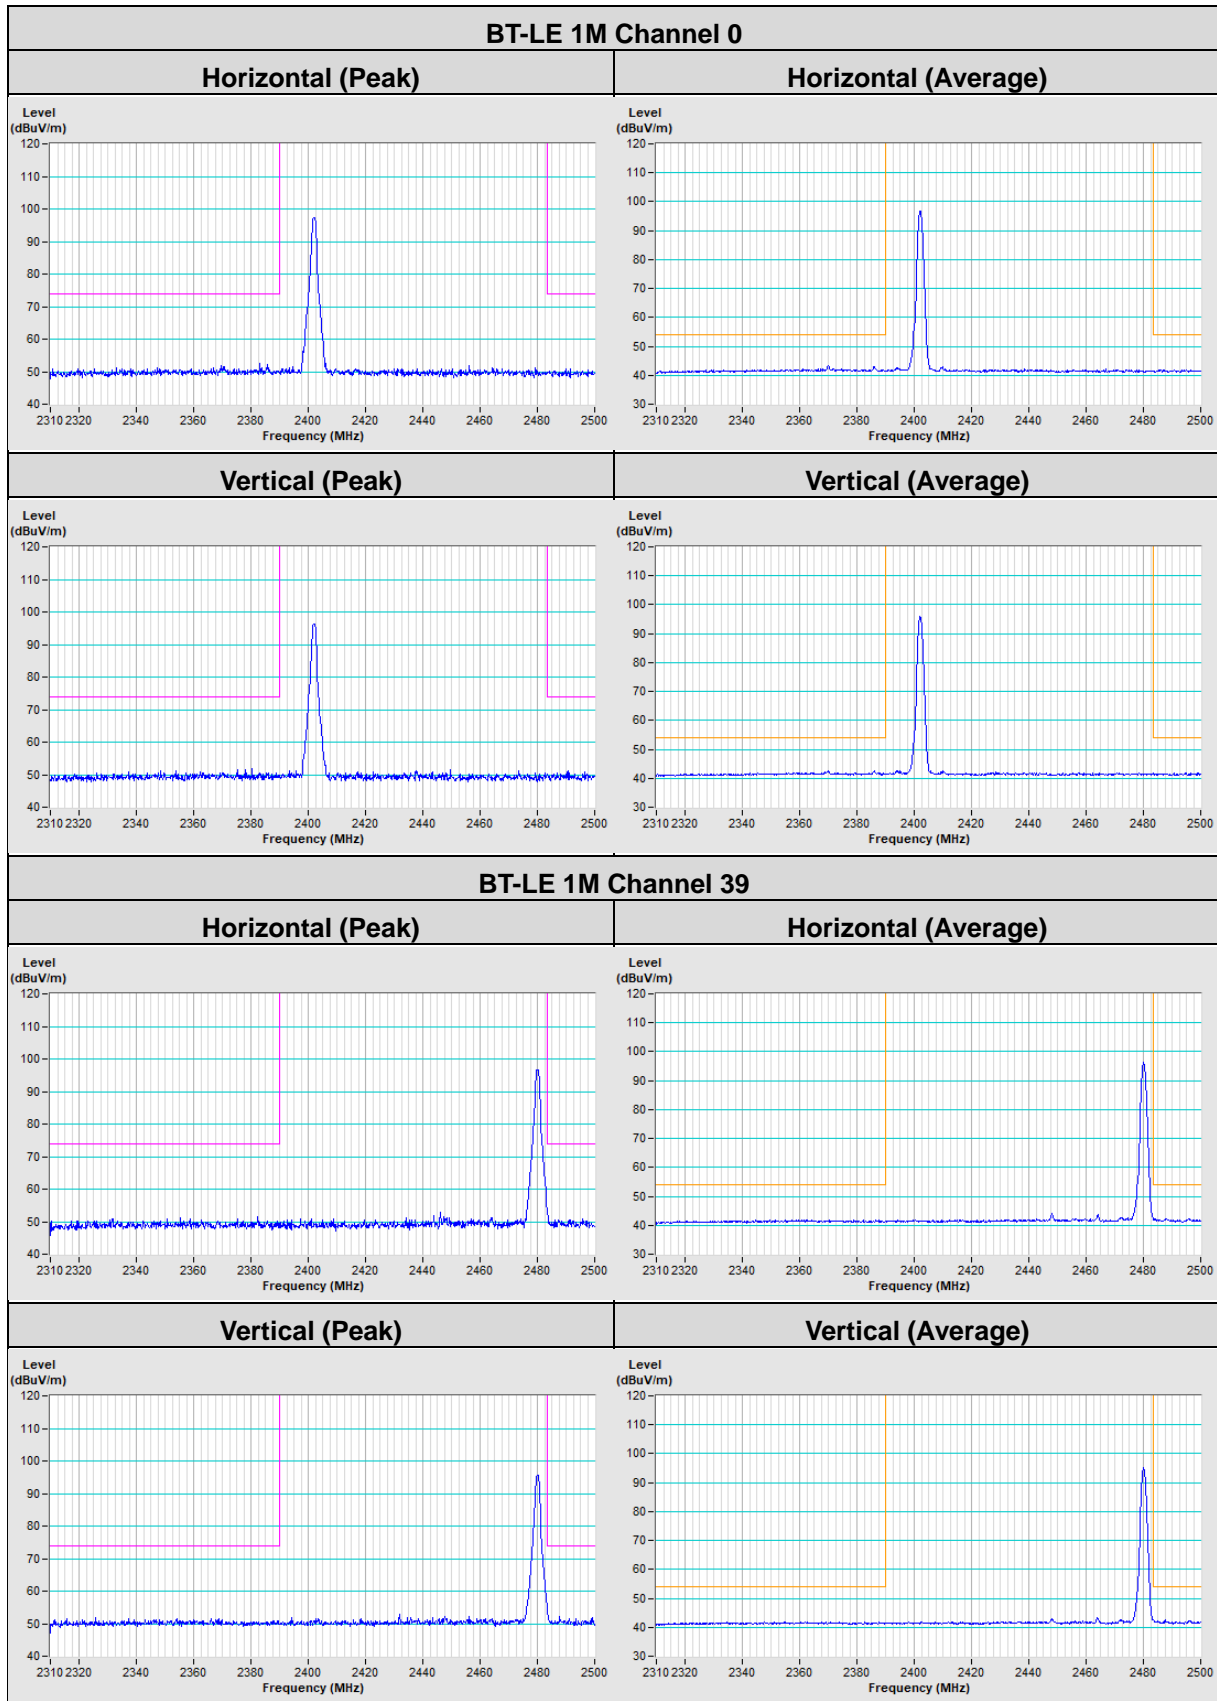 BT-LE 1M Channel 0
Horizontal (Peak) Horizontal (Average)
Level Level
(dBuV/m) (dBuV/m)
120 120
110 110
100 100
90 90
80 80
70 70
60 60
50 50
40 40
30
2310 2320 2340 2360 2380 2400 2420 2440 2460 2480 2500 2310 2320 2340 2360 2380 2400 2420 2440 2460 2480 2500
Frequency (MHz) Frequency (MHz)
Vertical (Peak) Vertical (Average)
Level Level
(dBuV/m) (dBuV/m)
120 120
110 110
100 100
90 90
80 80
70 70
60 60
50 50
40 40
30
2310 2320 2340 2360 2380 2400 2420 2440 2460 2480 2500 2310 2320 2340 2360 2380 2400 2420 2440 2460 2480 2500
Frequency (MHz) Frequency (MHz)
BT-LE 1M Channel 39
Horizontal (Peak) Horizontal (Average)
Level Level
(dBuV/m) (dBuV/m)
120 120
110 110
100 100
90 90
80 80
70 70
60 60
50 50
40 40
30
2310 2320 2340 2360 2380 2400 2420 2440 2460 2480 2500 2310 2320 2340 2360 2380 2400 2420 2440 2460 2480 2500
Frequency (MHz) Frequency (MHz)
Vertical (Peak) Vertical (Average)
Level Level
(dBuV/m) (dBuV/m)
120 120
110 110
100 100
90 90
80 80
70 70
60 60
50 50
40 40
30
2310 2320 2340 2360 2380 2400 2420 2440 2460 2480 2500 2310 2320 2340 2360 2380 2400 2420 2440 2460 2480 2500
Frequency (MHz) Frequency (MHz)